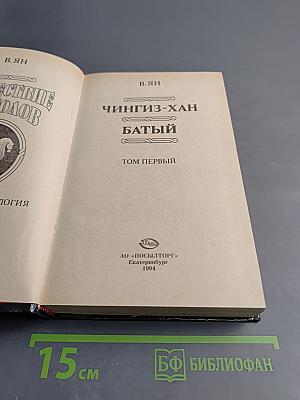 В. ЯН
ЛОГИЯ
В. ЯН
ЧИНГИЗ-ХАН
БАТЫЙ
ТОМ ПЕРВЫЙ
АО «ПОСЫЛТОРГ»
Екатеринбург
1994
15 см
БФ БИБЛИОФАН